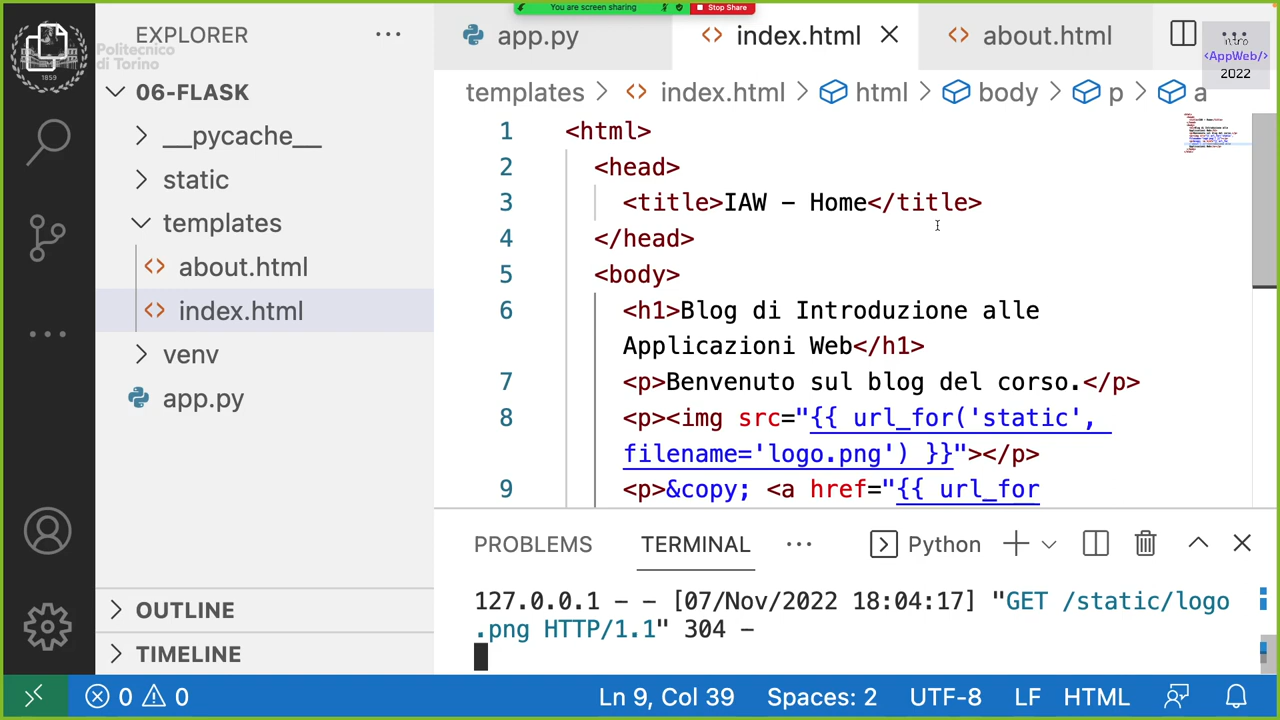 You are screen sharing
Stop Share
EXPLORER
app.py
index.html
about.html
Politecnico
di Torino
1859
intro
<AppWeb/>
2022
06-FLASK
templates > index.html > html > body > p > a
__pycache__
static
templates
about.html
index.html
venv
app.py
1 <html>
2 <head>
3 <title>IAW - Home</title>
4 </head>
5 <body>
6 <h1>Blog di Introduzione alle
Applicazioni Web</h1>
7 <p>Benvenuto sul blog del corso.</p>
8 <p><img src="{{ url_for('static',
filename='logo.png') }}"></p>
9 <p>&copy; <a href="{{ url_for
PROBLEMS
TERMINAL
Python
127.0.0.1 - - [07/Nov/2022 18:04:17] "GET /static/logo
.png HTTP/1.1" 304 -
OUTLINE
TIMELINE
0 0
Ln 9, Col 39
Spaces: 2
UTF-8
LF
HTML